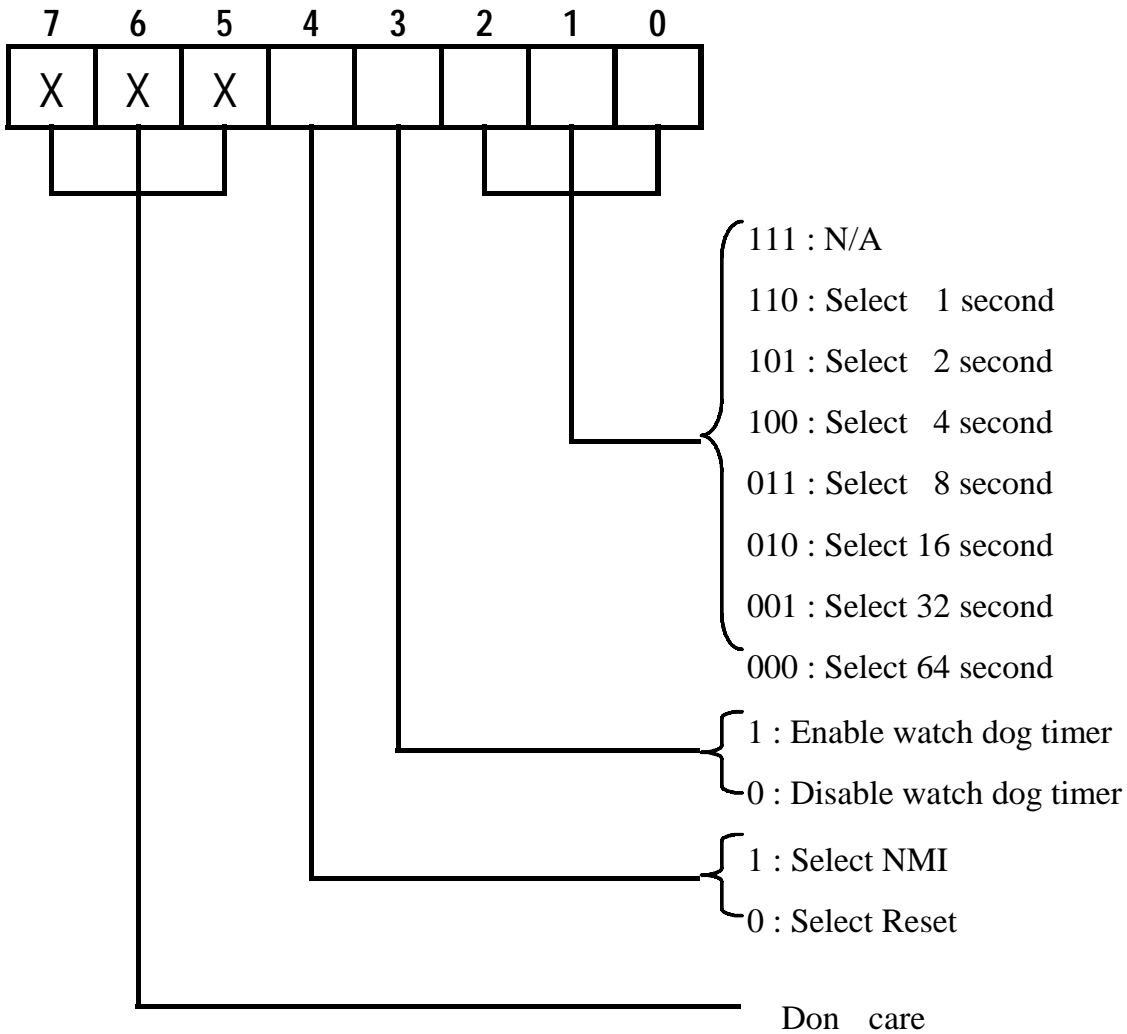 7 6 5 4 3 2 1 0
X X X
111 : N/A
110 : Select 1 second
101 : Select 2 second
100 : Select 4 second
011 : Select 8 second
010 : Select 16 second
001 : Select 32 second
000 : Select 64 second
1 : Enable watch dog timer
0 : Disable watch dog timer
1 : Select NMI
0 : Select Reset
Don care